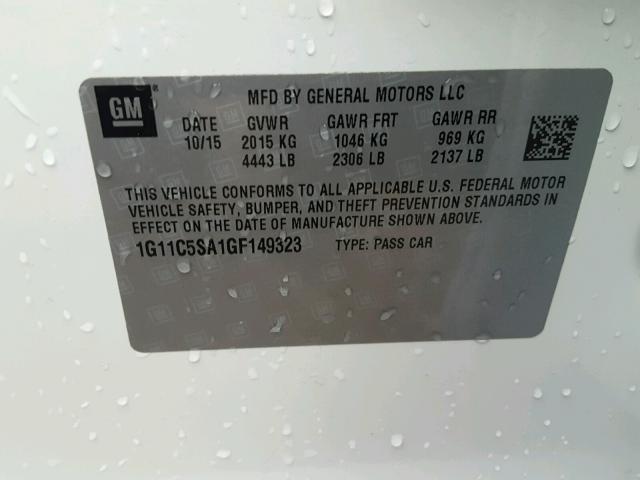 GM ® MFD BY GENERAL MOTORS LLC
DATE GVWR GAWR FRT GAWR RR
10/15 2015 KG 1046 KG 969 KG
4443 LB 2306 LB 2137 LB
THIS VEHICLE CONFORMS TO ALL APPLICABLE U.S. FEDERAL MOTOR
VEHICLE SAFETY, BUMPER, AND THEFT PREVENTION STANDARDS IN
EFFECT ON THE DATE OF MANUFACTURE SHOWN ABOVE.
1G11C5SA1GF149323 TYPE: PASS CAR